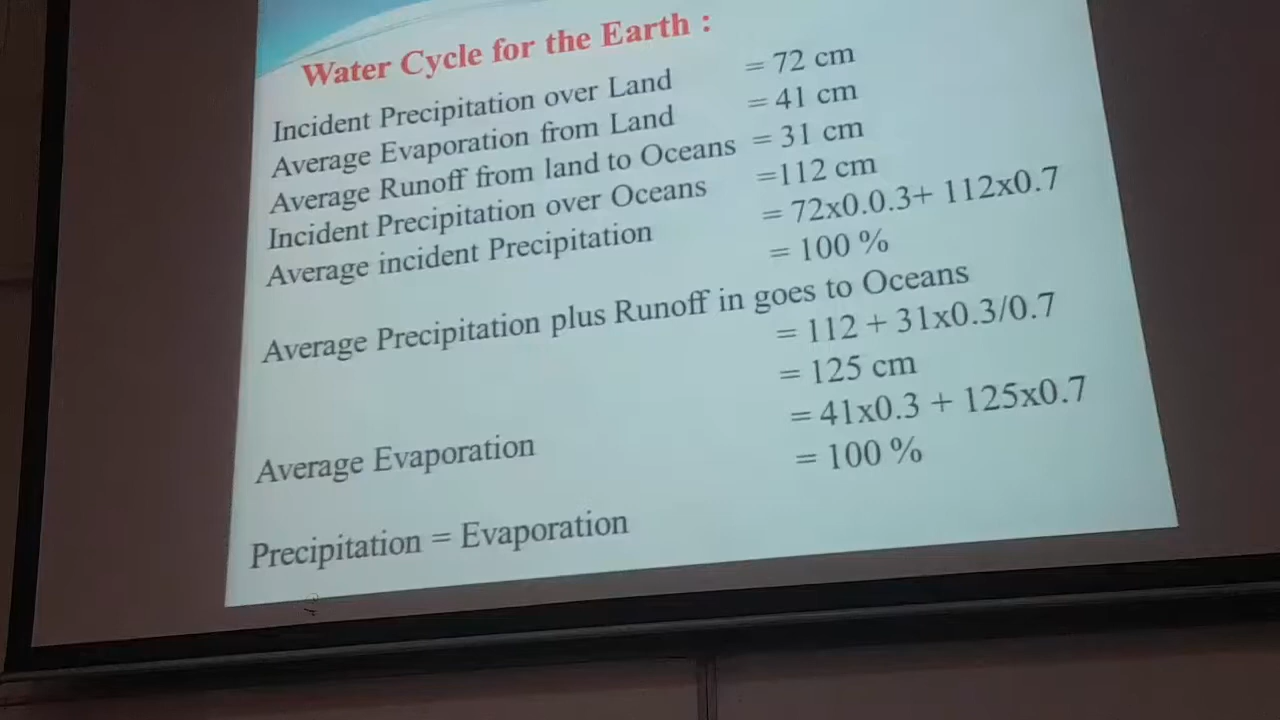 Water Cycle for the Earth :
Incident Precipitation over Land = 72 cm
Average Evaporation from Land = 41 cm
Average Runoff from land to Oceans = 31 cm
Incident Precipitation over Oceans =112 cm
Average incident Precipitation = 72x0.0.3+ 112x0.7
= 100 %
Average Precipitation plus Runoff in goes to Oceans
= 112 + 31x0.3/0.7
= 125 cm
Average Evaporation = 41x0.3 + 125x0.7
= 100 %
Precipitation = Evaporation